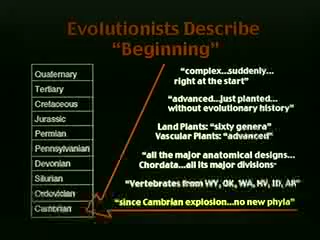 Evolutionists Describe
“Beginning”
Quaternary
Tertiary
Cretaceous
Jurassic
Permian
Pennsylvanian
Devonian
Silurian
Ordovician
Cambrian
“complex...suddenly...
right at the start”
“advanced...just planted...
without evolutionary history”
Land Plants: “sixty genera”
Vascular Plants: “advanced”
“all the major anatomical designs...
Chordata...all its major divisions”
“Vertebrates from WY, OK, WA, NV, ID, AR”
“since Cambrian explosion...no new phyla”